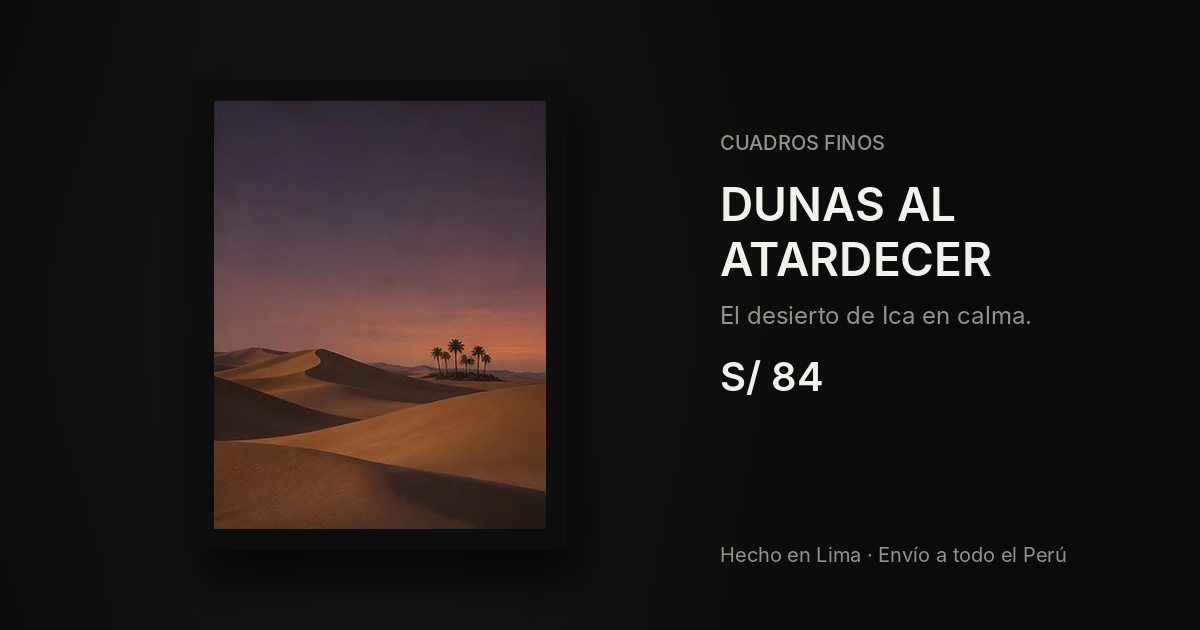 CUADROS FINOS
DUNAS AL
ATARDECER
El desierto de Ica en calma.
S/ 84
Hecho en Lima · Envío a todo el Perú